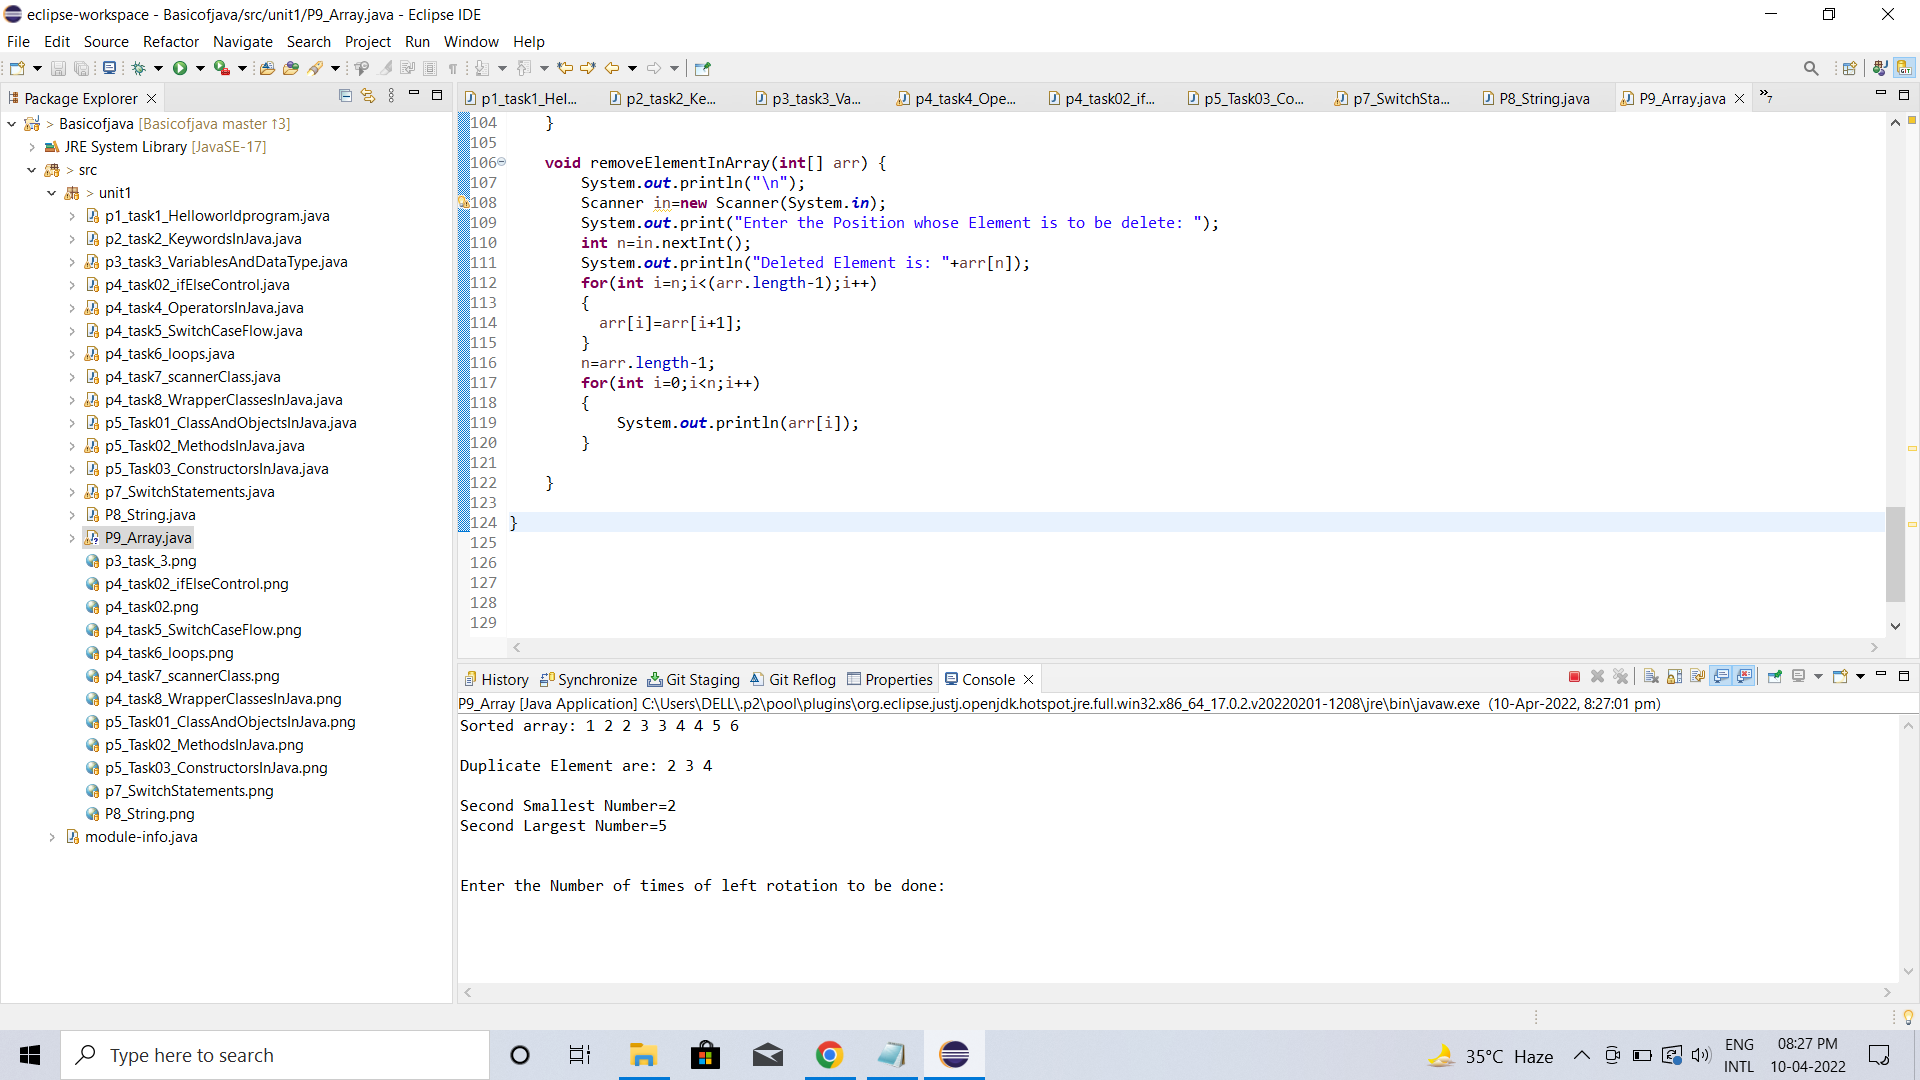 eclipse-workspace - Basicofjava/src/unit1/P9_Array.java - Eclipse IDE
File Edit Source Refactor Navigate Search Project Run Window Help
Package Explorer
p1_task1_Hel... p2_task2_Ke... p3_task3_Va... p4_task4_Ope... p4_task02_if... p5_Task03_Co... p7_SwitchSta... P8_String.java P9_Array.java »7
> Basicofjava [Basicofjava master ↑3]
JRE System Library [JavaSE-17]
> src
> unit1
p1_task1_Helloworldprogram.java
p2_task2_KeywordsInJava.java
p3_task3_VariablesAndDataType.java
p4_task02_ifElseControl.java
p4_task4_OperatorsInJava.java
p4_task5_SwitchCaseFlow.java
p4_task6_loops.java
p4_task7_scannerClass.java
p4_task8_WrapperClassesInJava.java
p5_Task01_ClassAndObjectsInJava.java
p5_Task02_MethodsInJava.java
p5_Task03_ConstructorsInJava.java
p7_SwitchStatements.java
P8_String.java
P9_Array.java
p3_task_3.png
p4_task02_ifElseControl.png
p4_task02.png
p4_task5_SwitchCaseFlow.png
p4_task6_loops.png
p4_task7_scannerClass.png
p4_task8_WrapperClassesInJava.png
p5_Task01_ClassAndObjectsInJava.png
p5_Task02_MethodsInJava.png
p5_Task03_ConstructorsInJava.png
p7_SwitchStatements.png
P8_String.png
module-info.java
104 }
105
106 void removeElementInArray(int[] arr) {
107 System.out.println("\n");
108 Scanner in=new Scanner(System.in);
109 System.out.print("Enter the Position whose Element is to be delete: ");
110 int n=in.nextInt();
111 System.out.println("Deleted Element is: "+arr[n]);
112 for(int i=n;i<(arr.length-1);i++)
113 {
114 arr[i]=arr[i+1];
115 }
116 n=arr.length-1;
117 for(int i=0;i<n;i++)
118 {
119 System.out.println(arr[i]);
120 }
121
122 }
123
124 }
125
126
127
128
129
History Synchronize Git Staging Git Reflog Properties Console
P9_Array [Java Application] C:\Users\DELL\.p2\pool\plugins\org.eclipse.justj.openjdk.hotspot.jre.full.win32.x86_64_17.0.2.v20220201-1208\jre\bin\javaw.exe (10-Apr-2022, 8:27:01 pm)
Sorted array: 1 2 2 3 3 4 4 5 6
Duplicate Element are: 2 3 4
Second Smallest Number=2
Second Largest Number=5
Enter the Number of times of left rotation to be done:
Type here to search
35°C Haze
ENG
INTL
08:27 PM
10-04-2022